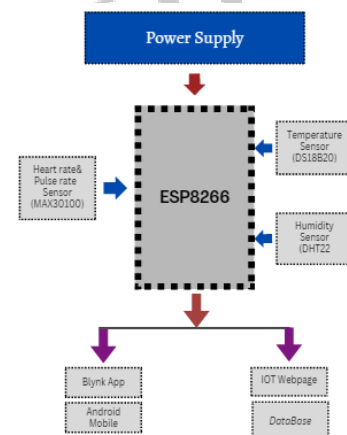 Power Supply
Heart rate&
Pulse rate
Sensor
(MAX30100)
ESP8266
Temperature
Sensor
(DS18B20)
Humidity
Sensor
(DHT22
Blynk App
Android
Mobile
IOT Webpage
DataBase